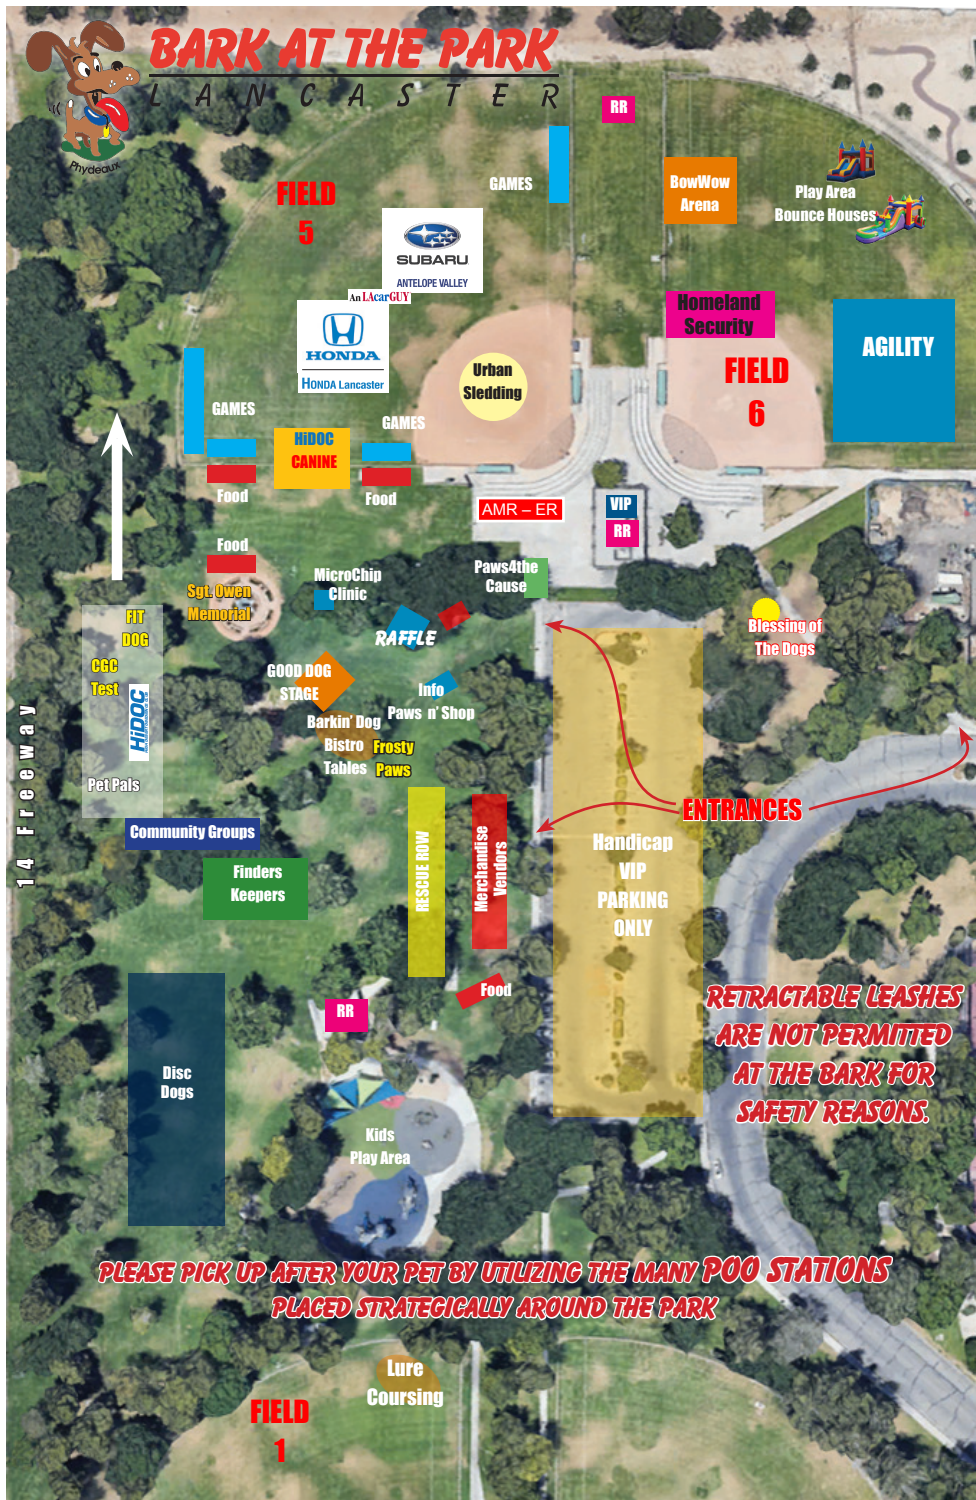 BARK AT THE PARK
LANCASTER
Phydeaux
RR
FIELD
5
GAMES
BowWow
Arena
Play Area
Bounce Houses
SUBARU
ANTELOPE VALLEY
An LAcarGUY
HONDA
HONDA Lancaster
Homeland
Security
AGILITY
Urban
Sledding
FIELD
6
GAMES
GAMES
HiDOC
CANINE
Food
Food
AMR – ER
VIP
RR
Food
Sgt. Owen
Memorial
MicroChip
Clinic
Paws4the
Cause
RAFFLE
Blessing of
The Dogs
FIT
DOG
CGC
Test
HiDOC
Pet Pals
14 Freeway
GOOD DOG
STAGE
Info
Paws n' Shop
Barkin' Dog
Bistro
Tables
Frosty
Paws
ENTRANCES
Community Groups
Finders
Keepers
RESCUE ROW
Merchandise
Vendors
Handicap
VIP
PARKING
ONLY
Food
RR
RETRACTABLE LEASHES
ARE NOT PERMITTED
AT THE BARK FOR
SAFETY REASONS.
Disc
Dogs
Kids
Play Area
PLEASE PICK UP AFTER YOUR PET BY UTILIZING THE MANY POO STATIONS
PLACED STRATEGICALLY AROUND THE PARK
Lure
Coursing
FIELD
1